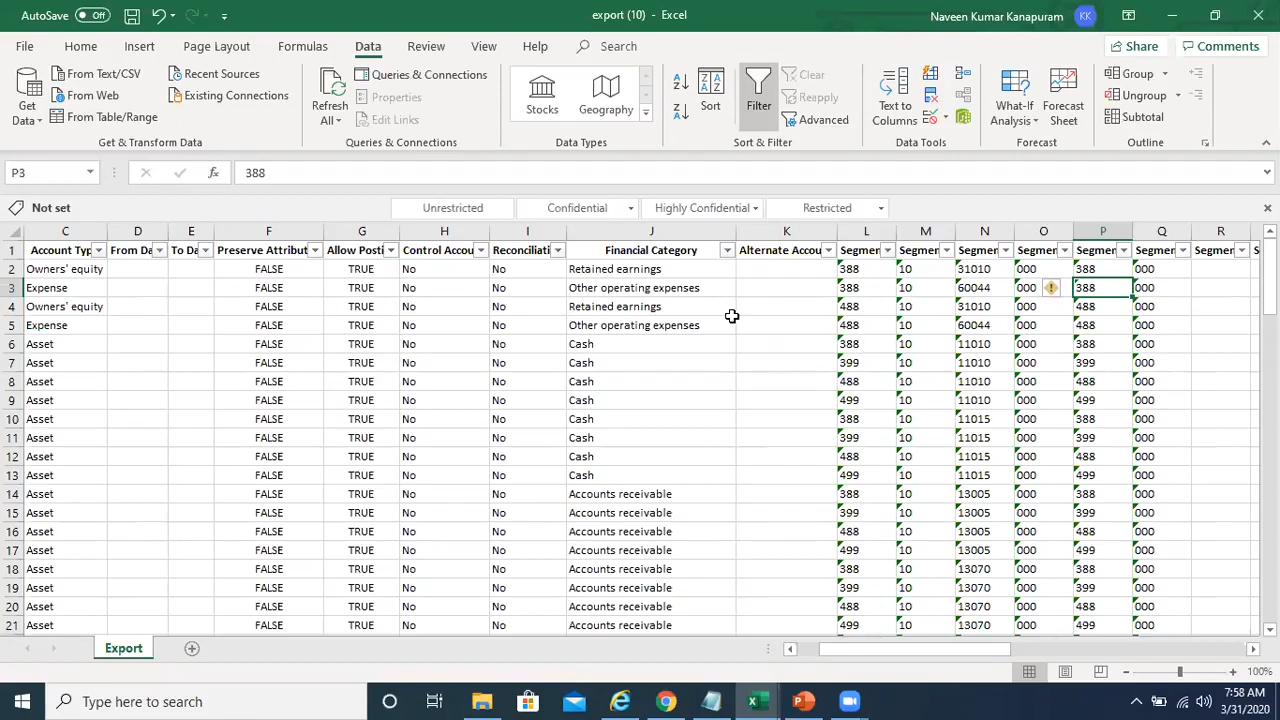 AutoSave Off export (10) - Excel Naveen Kumar Kanapuram KK
File Home Insert Page Layout Formulas Data Review View Help Search Share Comments
Get Data From Text/CSV From Web From Table/Range Recent Sources Existing Connections
Get & Transform Data
Refresh All Queries & Connections Properties Edit Links
Queries & Connections
Stocks Geography
Data Types
Sort Filter Clear Reapply Advanced
Sort & Filter
Text to Columns
Data Tools
What-If Analysis Forecast Sheet
Forecast
Group Ungroup Subtotal
Outline
P3 fx 388
Not set Unrestricted Confidential Highly Confidential Restricted
C D E F G H I J K L M N O P Q R
1 Account Typ From Da To Da Preserve Attribut Allow Posti Control Accou Reconciliati Financial Category Alternate Accou Segmen Segmen Segmen Segmen Segmen Segmen Segmen S
2 Owners' equity FALSE TRUE No No Retained earnings 388 10 31010 000 388 000
3 Expense FALSE TRUE No No Other operating expenses 388 10 60044 000 388 000
4 Owners' equity FALSE TRUE No No Retained earnings 488 10 31010 000 488 000
5 Expense FALSE TRUE No No Other operating expenses 488 10 60044 000 488 000
6 Asset FALSE TRUE No No Cash 388 10 11010 000 388 000
7 Asset FALSE TRUE No No Cash 399 10 11010 000 399 000
8 Asset FALSE TRUE No No Cash 488 10 11010 000 488 000
9 Asset FALSE TRUE No No Cash 499 10 11010 000 499 000
10 Asset FALSE TRUE No No Cash 388 10 11015 000 388 000
11 Asset FALSE TRUE No No Cash 399 10 11015 000 399 000
12 Asset FALSE TRUE No No Cash 488 10 11015 000 488 000
13 Asset FALSE TRUE No No Cash 499 10 11015 000 499 000
14 Asset FALSE TRUE No No Accounts receivable 388 10 13005 000 388 000
15 Asset FALSE TRUE No No Accounts receivable 399 10 13005 000 399 000
16 Asset FALSE TRUE No No Accounts receivable 488 10 13005 000 488 000
17 Asset FALSE TRUE No No Accounts receivable 499 10 13005 000 499 000
18 Asset FALSE TRUE No No Accounts receivable 388 10 13070 000 388 000
19 Asset FALSE TRUE No No Accounts receivable 399 10 13070 000 399 000
20 Asset FALSE TRUE No No Accounts receivable 488 10 13070 000 488 000
21 Asset FALSE TRUE No No Accounts receivable 499 10 13070 000 499 000
Export
100%
Type here to search
7:58 AM
3/31/2020